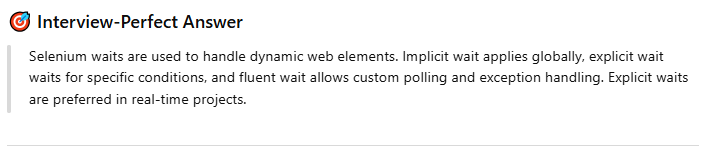 🎯 Interview-Perfect Answer
Selenium waits are used to handle dynamic web elements. Implicit wait applies globally, explicit wait
waits for specific conditions, and fluent wait allows custom polling and exception handling. Explicit waits
are preferred in real-time projects.